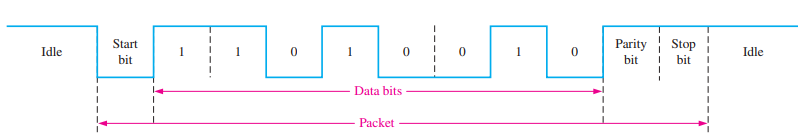 Idle
Start
bit
1 1 0 1 0 0 1 0
Parity
bit
Stop
bit
Idle
Data bits
Packet